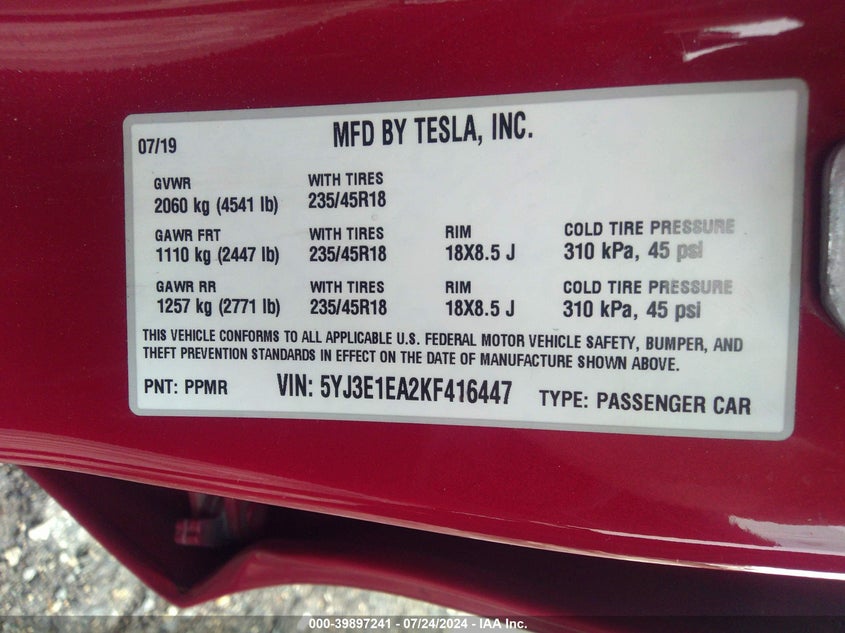 07/19
MFD BY TESLA, INC.
GVWR WITH TIRES
2060 kg (4541 lb) 235/45R18
GAWR FRT WITH TIRES RIM COLD TIRE PRESSURE
1110 kg (2447 lb) 235/45R18 18X8.5 J 310 kPa, 45 psi
GAWR RR WITH TIRES RIM COLD TIRE PRESSURE
1257 kg (2771 lb) 235/45R18 18X8.5 J 310 kPa, 45 psi
THIS VEHICLE CONFORMS TO ALL APPLICABLE U.S. FEDERAL MOTOR VEHICLE SAFETY, BUMPER, AND
THEFT PREVENTION STANDARDS IN EFFECT ON THE DATE OF MANUFACTURE SHOWN ABOVE.
PNT: PPMR VIN: 5YJ3E1EA2KF416447 TYPE: PASSENGER CAR
000-39897241 - 07/24/2024 - IAA, Inc.